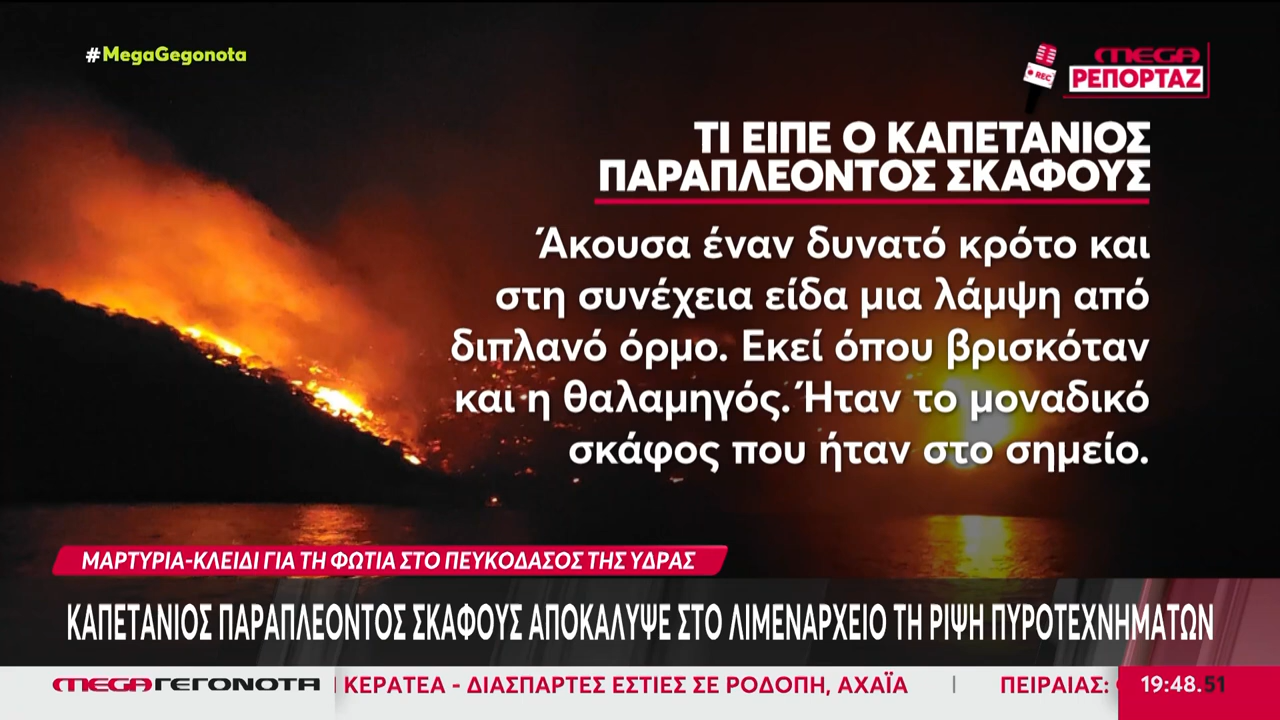 #MegaGegonota
REC
MEGA
ΡΕΠΟΡΤΑΖ
ΤΙ ΕΙΠΕ Ο ΚΑΠΕΤΑΝΙΟΣ
ΠΑΡΑΠΛΕΟΝΤΟΣ ΣΚΑΦΟΥΣ
Άκουσα έναν δυνατό κρότο και
στη συνέχεια είδα μια λάμψη από
διπλανό όρμο. Εκεί όπου βρισκόταν
και η θαλαμηγός. Ήταν το μοναδικό
σκάφος που ήταν στο σημείο.
ΜΑΡΤΥΡΙΑ-ΚΛΕΙΔΙ ΓΙΑ ΤΗ ΦΩΤΙΑ ΣΤΟ ΠΕΥΚΟΔΑΣΟΣ ΤΗΣ ΥΔΡΑΣ
ΚΑΠΕΤΑΝΙΟΣ ΠΑΡΑΠΛΕΟΝΤΟΣ ΣΚΑΦΟΥΣ ΑΠΟΚΑΛΥΨΕ ΣΤΟ ΛΙΜΕΝΑΡΧΕΙΟ ΤΗ ΡΙΨΗ ΠΥΡΟΤΕΧΝΗΜΑΤΩΝ
MEGA ΓΕΓΟΝΟΤΑ ΚΕΡΑΤΕΑ - ΔΙΑΣΠΑΡΤΕΣ ΕΣΤΙΕΣ ΣΕ ΡΟΔΟΠΗ, ΑΧΑΪΑ | ΠΕΙΡΑΙΑΣ: 19:48.51